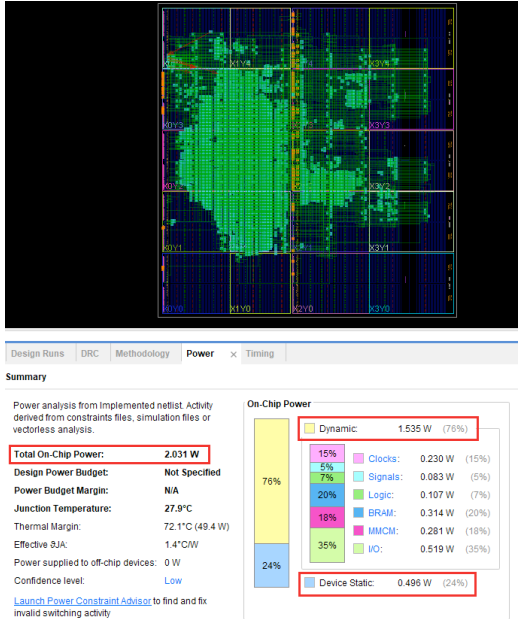 X1Y4
X3Y4
X0Y3
X3Y3
X3Y2
X0Y1
X3Y1
X0Y0
X1Y0
X2Y0
X3Y0
Design Runs DRC Methodology Power × Timing
Summary
Power analysis from Implemented netlist. Activity
derived from constraints files, simulation files or
vectorless analysis.
Total On-Chip Power: 2.031 W
Design Power Budget: Not Specified
Power Budget Margin: N/A
Junction Temperature: 27.9°C
Thermal Margin: 72.1°C (49.4 W)
Effective ϑJA: 1.4°C/W
Power supplied to off-chip devices: 0 W
Confidence level: Low
Launch Power Constraint Advisor to find and fix
invalid switching activity
On-Chip Power
76%
24%
Dynamic: 1.535 W (76%)
15% Clocks: 0.230 W (15%)
5% Signals: 0.083 W (5%)
7% Logic: 0.107 W (7%)
20% BRAM: 0.314 W (20%)
18% MMCM: 0.281 W (18%)
35% I/O: 0.519 W (35%)
Device Static: 0.496 W (24%)